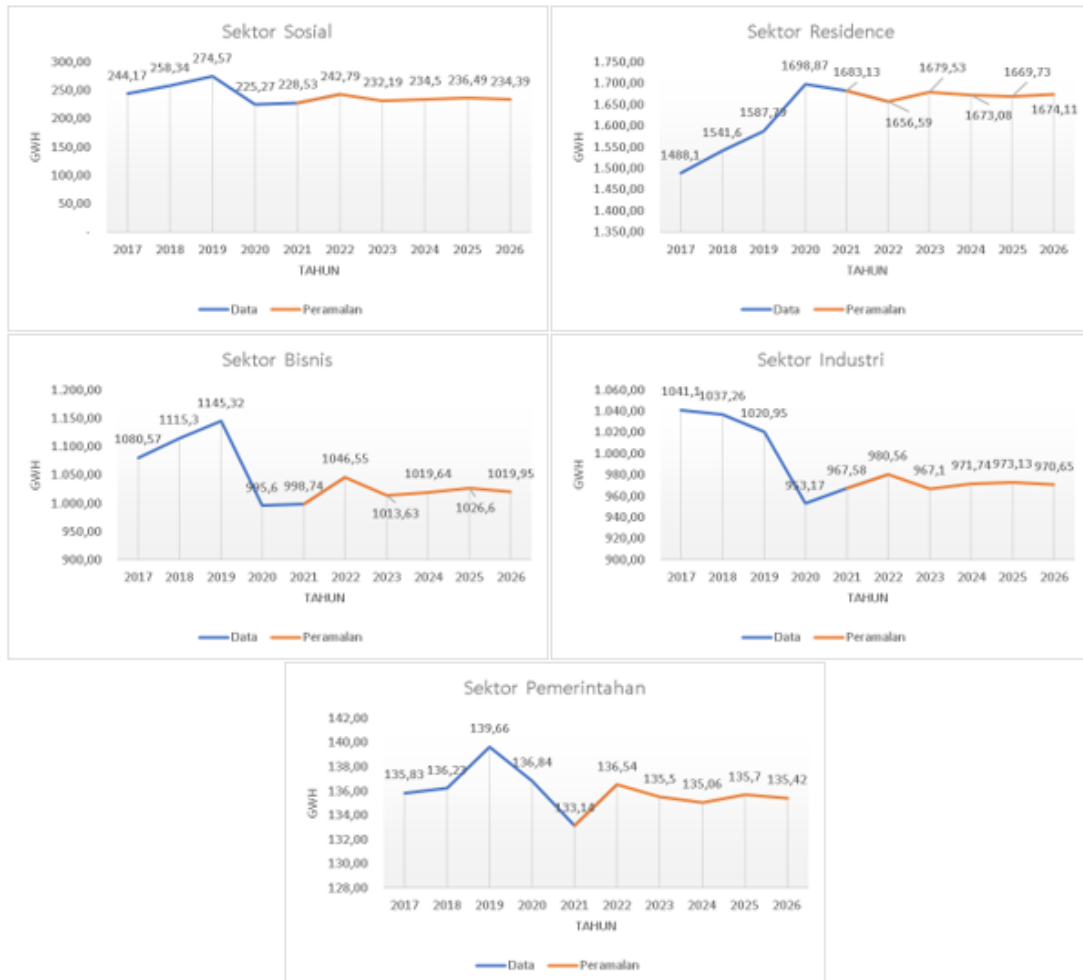 Sektor Sosial
300,00
250,00
200,00
150,00
100,00
50,00
-
GWH
244,17 258,34 274,57 225,27 228,53 242,79 232,19 234,5 236,49 234,39
2017 2018 2019 2020 2021 2022 2023 2024 2025 2026
TAHUN
Data Peramalan
Sektor Residence
1.750,00
1.700,00
1.650,00
1.600,00
1.550,00
1.500,00
1.450,00
1.400,00
1.350,00
GWH
1488,1 1541,6 1587,79 1698,87 1683,13 1656,59 1679,53 1673,08 1669,73 1674,11
2017 2018 2019 2020 2021 2022 2023 2024 2025 2026
TAHUN
Data Peramalan
Sektor Bisnis
1.200,00
1.150,00
1.100,00
1.050,00
1.000,00
950,00
900,00
GWH
1080,57 1115,3 1145,32 995,6 998,74 1046,55 1013,63 1019,64 1026,6 1019,95
2017 2018 2019 2020 2021 2022 2023 2024 2025 2026
TAHUN
Data Peramalan
Sektor Industri
1.060,00
1.040,00
1.020,00
1.000,00
980,00
960,00
940,00
920,00
900,00
GWH
1041,1 1037,26 1020,95 953,17 967,58 980,56 967,1 971,74 973,13 970,65
2017 2018 2019 2020 2021 2022 2023 2024 2025 2026
TAHUN
Data Peramalan
Sektor Pemerintahan
142,00
140,00
138,00
136,00
134,00
132,00
130,00
128,00
GWH
135,83 139,66 136,84 133,14 136,54 135,5 135,06 135,7 135,42
2017 2018 2019 2020 2021 2022 2023 2024 2025 2026
TAHUN
Data Peramalan